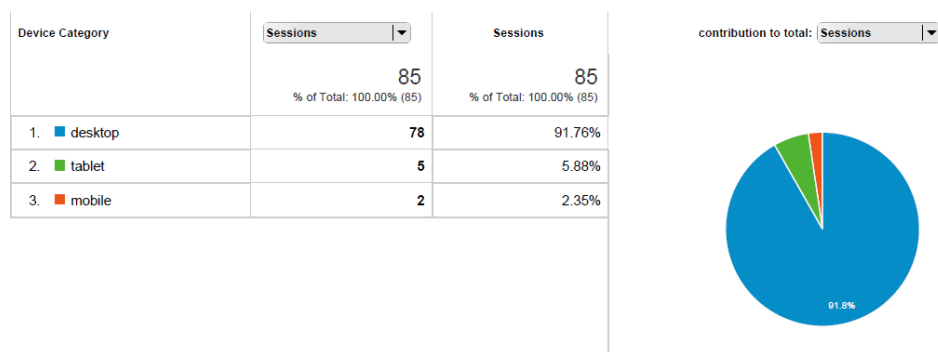 Device Category Sessions Sessions contribution to total: Sessions
85 85
% of Total: 100.00% (85) % of Total: 100.00% (85)
1. desktop 78 91.76%
2. tablet 5 5.88%
3. mobile 2 2.35%
91.8%